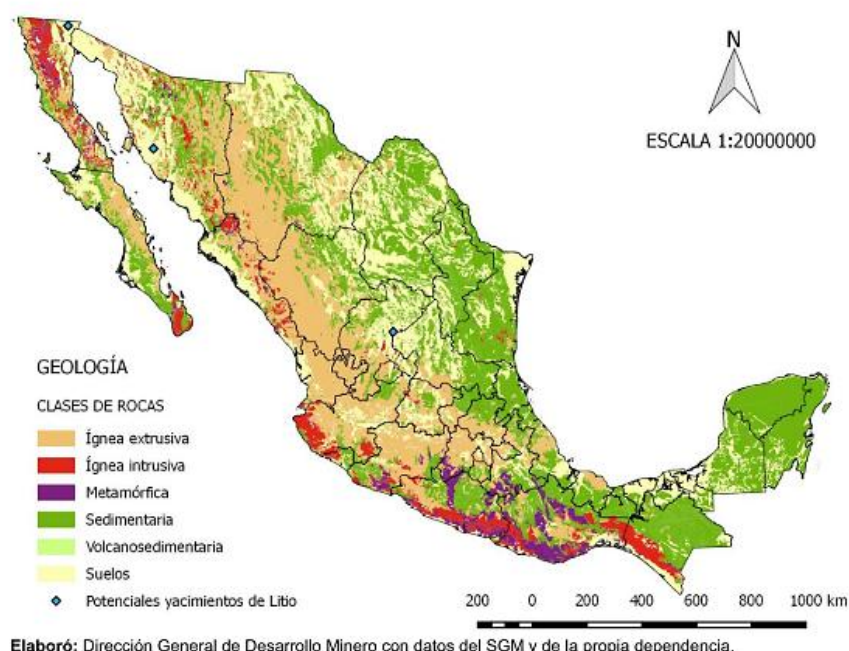 N
ESCALA 1:20000000
GEOLOGÍA
CLASES DE ROCAS
Ígnea extrusiva
Ígnea intrusiva
Metamórfica
Sedimentaria
Volcanosedimentaria
Suelos
Potenciales yacimientos de Litio
200 0 200 400 600 800 1000 km
Elaboró: Dirección General de Desarrollo Minero con datos del SGM y de la propia dependencia.